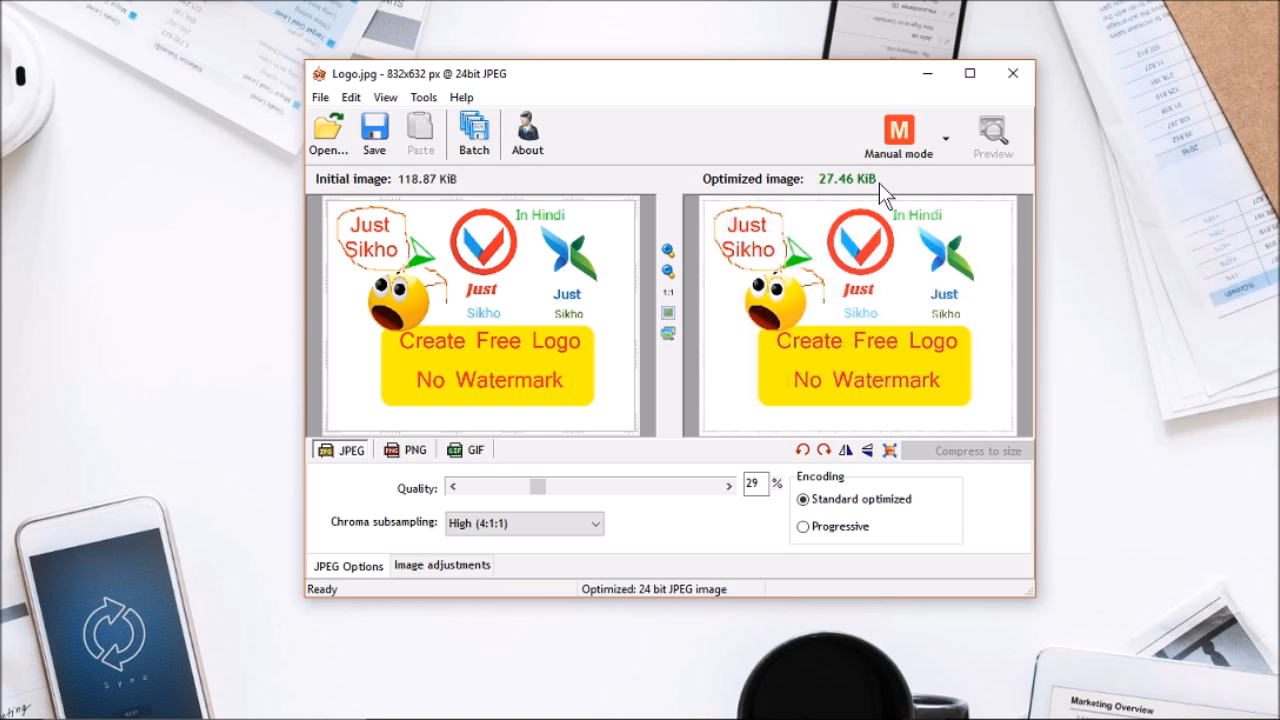 Logo.jpg - 832x632 px @ 24bit JPEG
File Edit View Tools Help
Open... Save Paste Batch About M Manual mode Preview
Initial image: 118.87 KiB
Optimized image: 27.46 KiB
Just
Sikho
In Hindi
Just
Sikho
Just
Sikho
Create Free Logo
No Watermark
1:1
Just
Sikho
In Hindi
Just
Sikho
Just
Sikho
Create Free Logo
No Watermark
JPEG PNG GIF
Compress to size
Quality: 29 %
Chroma subsampling: High (4:1:1)
Encoding
Standard optimized
Progressive
JPEG Options Image adjustments
Ready
Optimized: 24 bit JPEG image
Sync
Marketing Overview